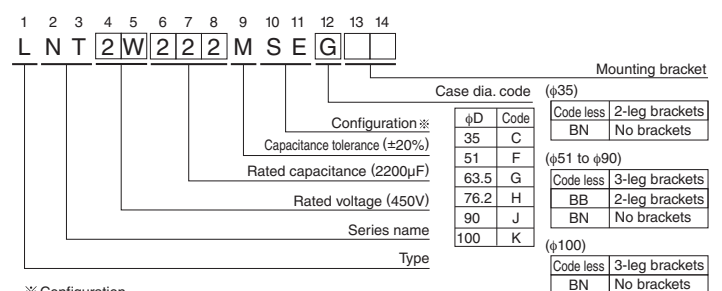 1 2 3 4 5 6 7 8 9 10 11 12 13 14
L N T 2 W 2 2 2 M S E G
Mounting bracket
Case dia. code
Configuration※
Capacitance tolerance (±20%)
Rated capacitance (2200µF)
Rated voltage (450V)
Series name
Type
φD Code
35 C
51 F
63.5 G
76.2 H
90 J
100 K
(φ35)
Code less 2-leg brackets
BN No brackets
(φ51 to φ90)
Code less 3-leg brackets
BB 2-leg brackets
BN No brackets
(φ100)
Code less 3-leg brackets
BN No brackets
※Configuration